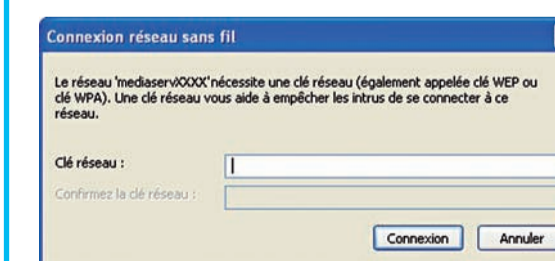 Connexion réseau sans fil
Le réseau 'mediaservXXXX' nécessite une clé réseau (également appelée clé WEP ou
clé WPA). Une clé réseau vous aide à empêcher les intrus de se connecter à ce
réseau.
Clé réseau :
Confirmez la clé réseau :
Connexion Annuler